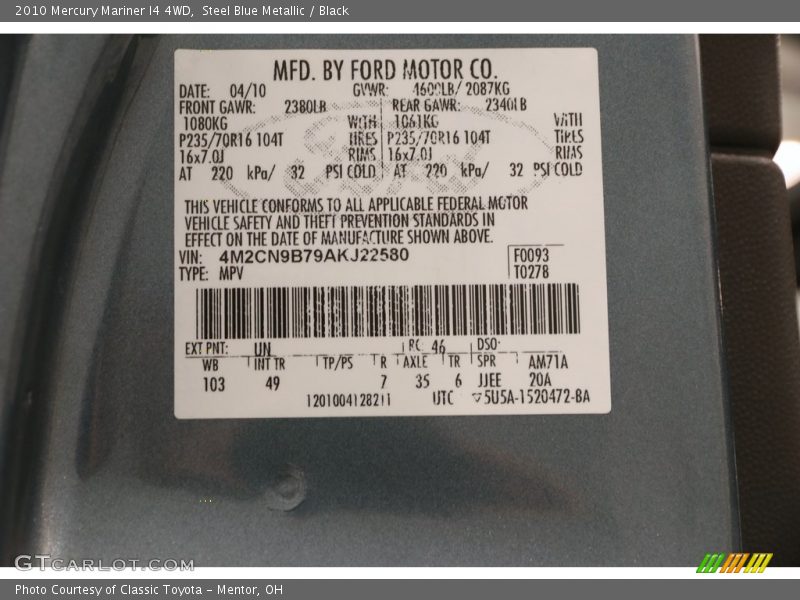 2010 Mercury Mariner I4 4WD, Steel Blue Metallic / Black
MFD. BY FORD MOTOR CO.
DATE: 04/10 GVWR: 4600LB/ 2087KG
FRONT GAWR: 2380LB REAR GAWR: 2340LB
1080KG WITH 1061KG WITH
P235/70R16 104T TIRES P235/70R16 104T TIRES
16x7.0J RIMS 16x7.0J RIMS
AT 220 kPa/ 32 PSI COLD AT 220 kPa/ 32 PSI COLD
THIS VEHICLE CONFORMS TO ALL APPLICABLE FEDERAL MOTOR
VEHICLE SAFETY AND THEFT PREVENTION STANDARDS IN
EFFECT ON THE DATE OF MANUFACTURE SHOWN ABOVE.
VIN: 4M2CN9B79AKJ22580 F0093
TYPE: MPV T0278
EXT PNT: UN RC: 46 DSO:
WB INT TR TP/PS R AXLE TR SPR AM71A
103 49 7 35 6 JJEE 20A
1201004128211 UTC ▽5U5A-1520472-BA
GTCARLOT.COM
Photo Courtesy of Classic Toyota - Mentor, OH